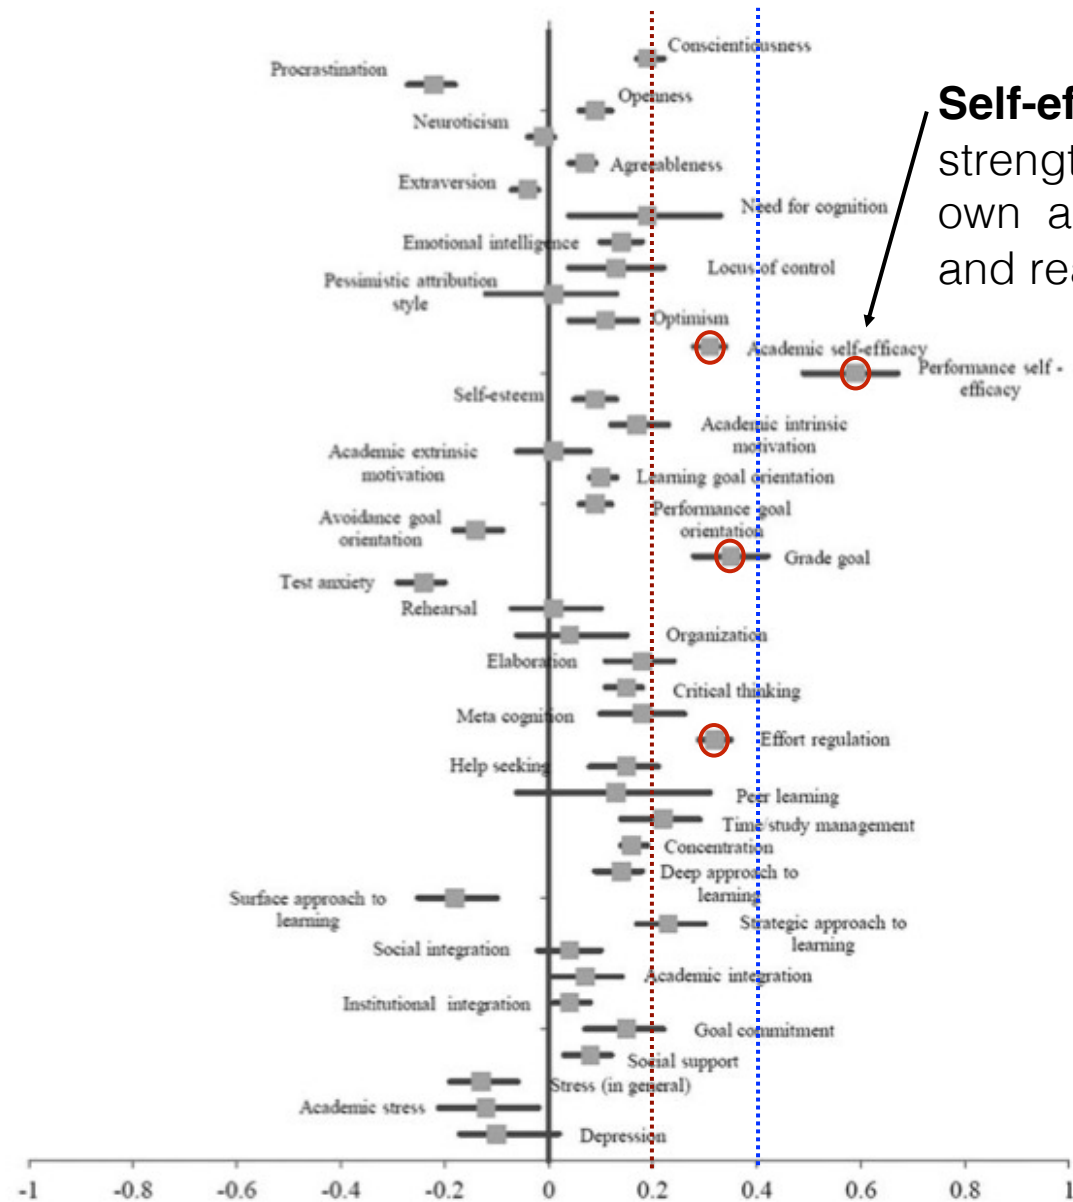 Conscientiousness
Procrastination
Openness
Neuroticism
Agreeableness
Extraversion
Need for cognition
Emotional intelligence
Locus of control
Pessimistic attribution
style
Optimism
Academic self-efficacy
Performance self -
efficacy
Self-esteem
Academic intrinsic
motivation
Academic extrinsic
motivation
Learning goal orientation
Performance goal
orientation
Avoidance goal
orientation
Grade goal
Test anxiety
Rehearsal
Organization
Elaboration
Critical thinking
Meta cognition
Effort regulation
Help seeking
Peer learning
Time/study management
Concentration
Deep approach to
learning
Surface approach to
learning
Strategic approach to
learning
Social integration
Academic integration
Institutional integration
Goal commitment
Social support
Stress (in general)
Academic stress
Depression
-1 -0.8 -0.6 -0.4 -0.2 0 0.2 0.4 0.6 0.8 1
Self-ef
strengt
own a
and rea